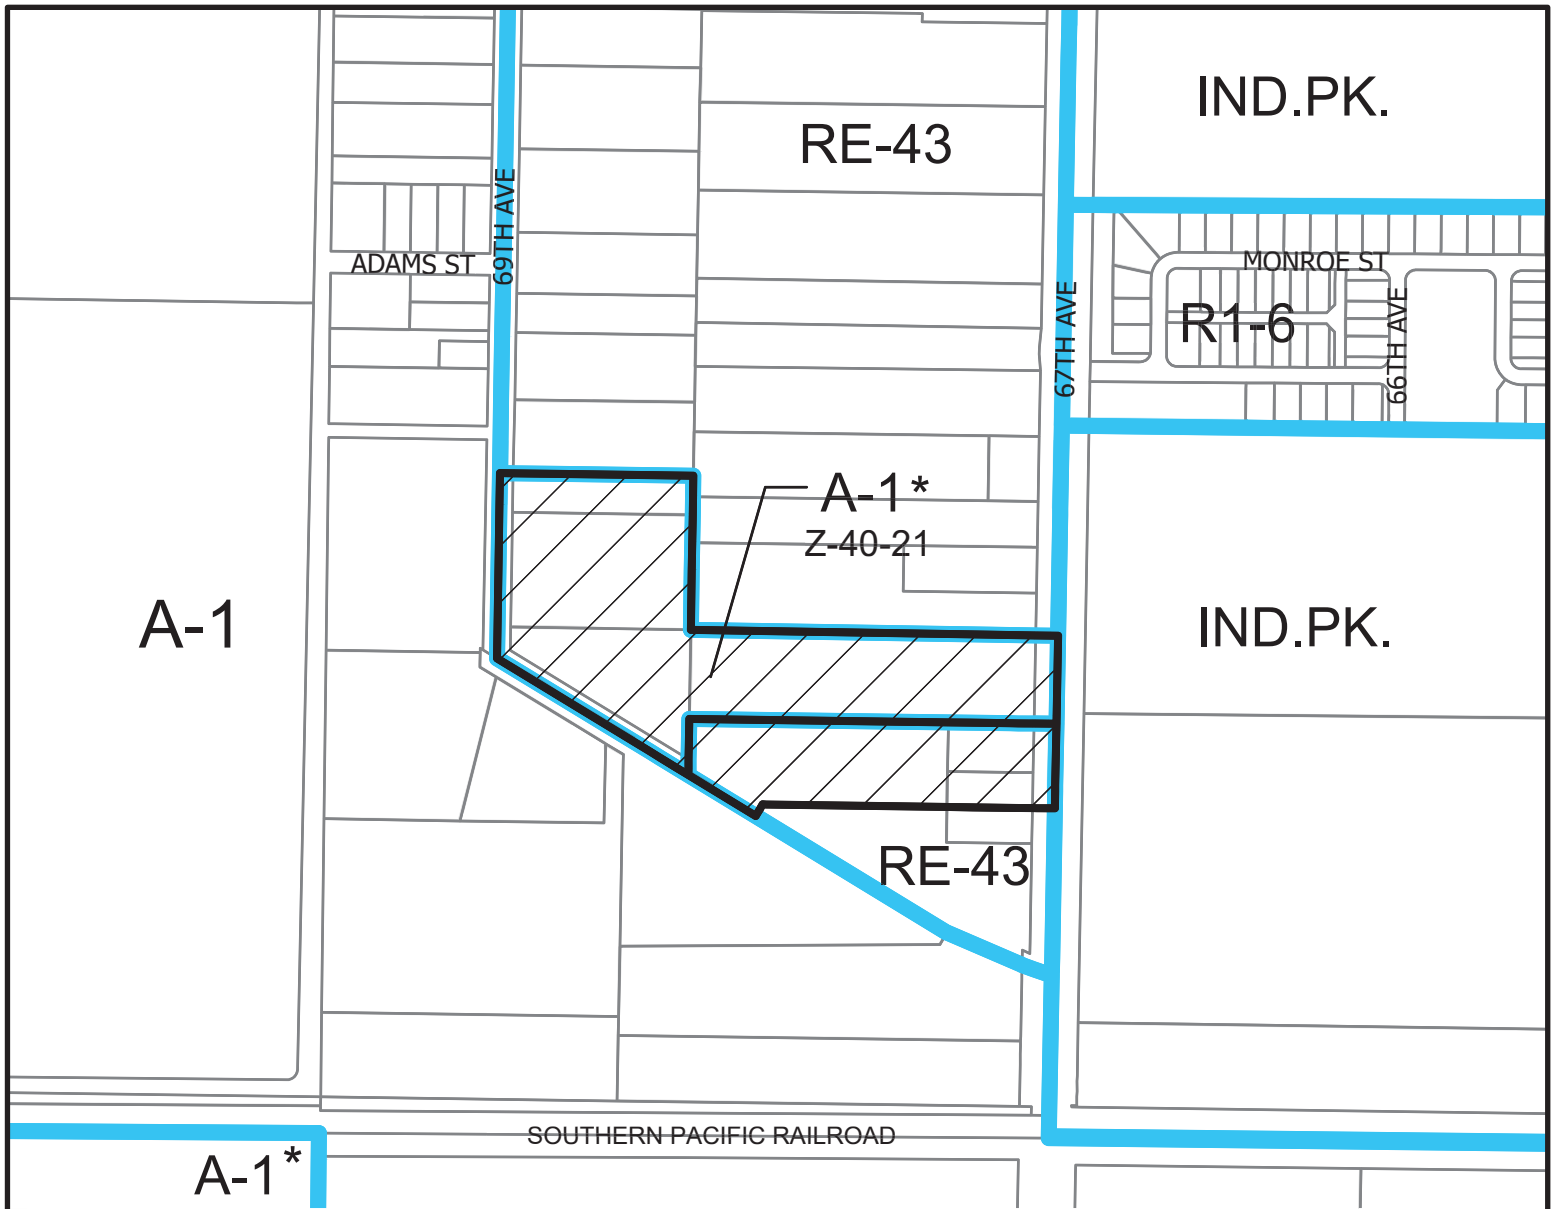 IND.PK.
RE-43
69TH AVE
ADAMS ST
MONROE ST
R1-6
67TH AVE
66TH AVE
A-1*
Z-40-21
A-1
IND.PK.
RE-43
SOUTHERN PACIFIC RAILROAD
A-1*